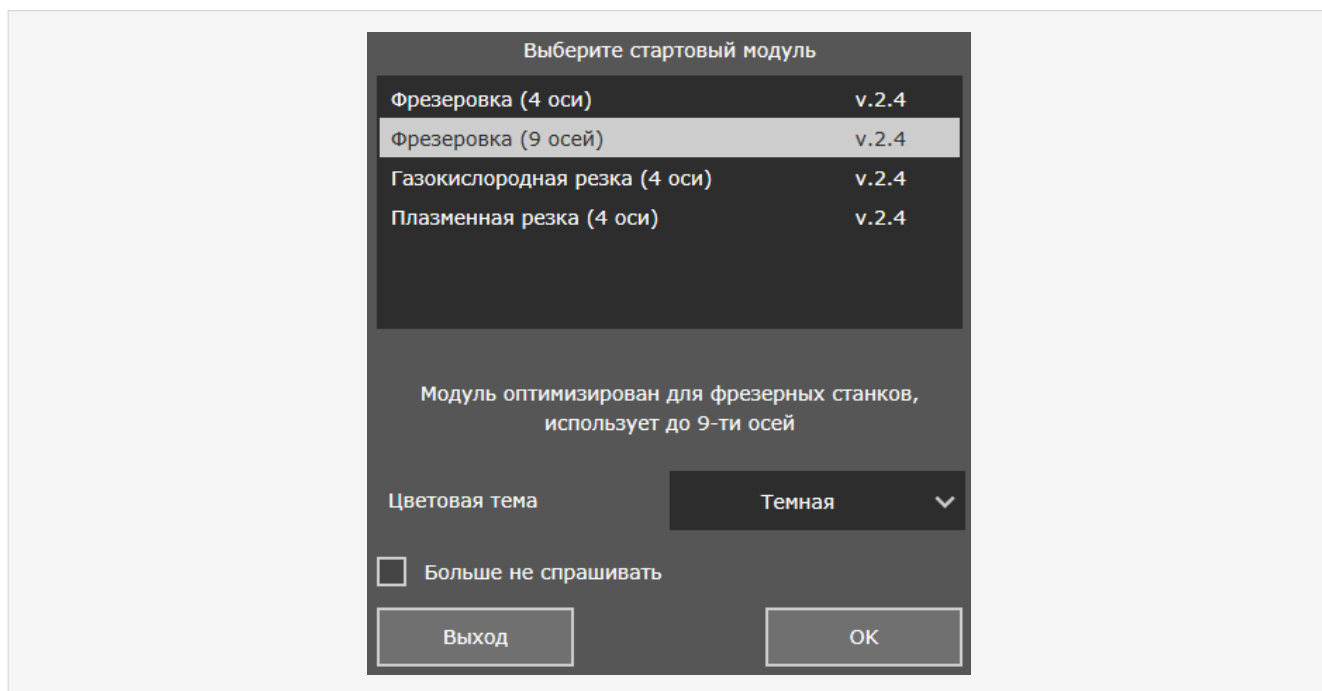 Выберите стартовый модуль
Фрезеровка (4 оси) v.2.4
Фрезеровка (9 осей) v.2.4
Газокислородная резка (4 оси) v.2.4
Плазменная резка (4 оси) v.2.4
Модуль оптимизирован для фрезерных станков,
использует до 9-ти осей
Цветовая тема Темная
Больше не спрашивать
Выход OK